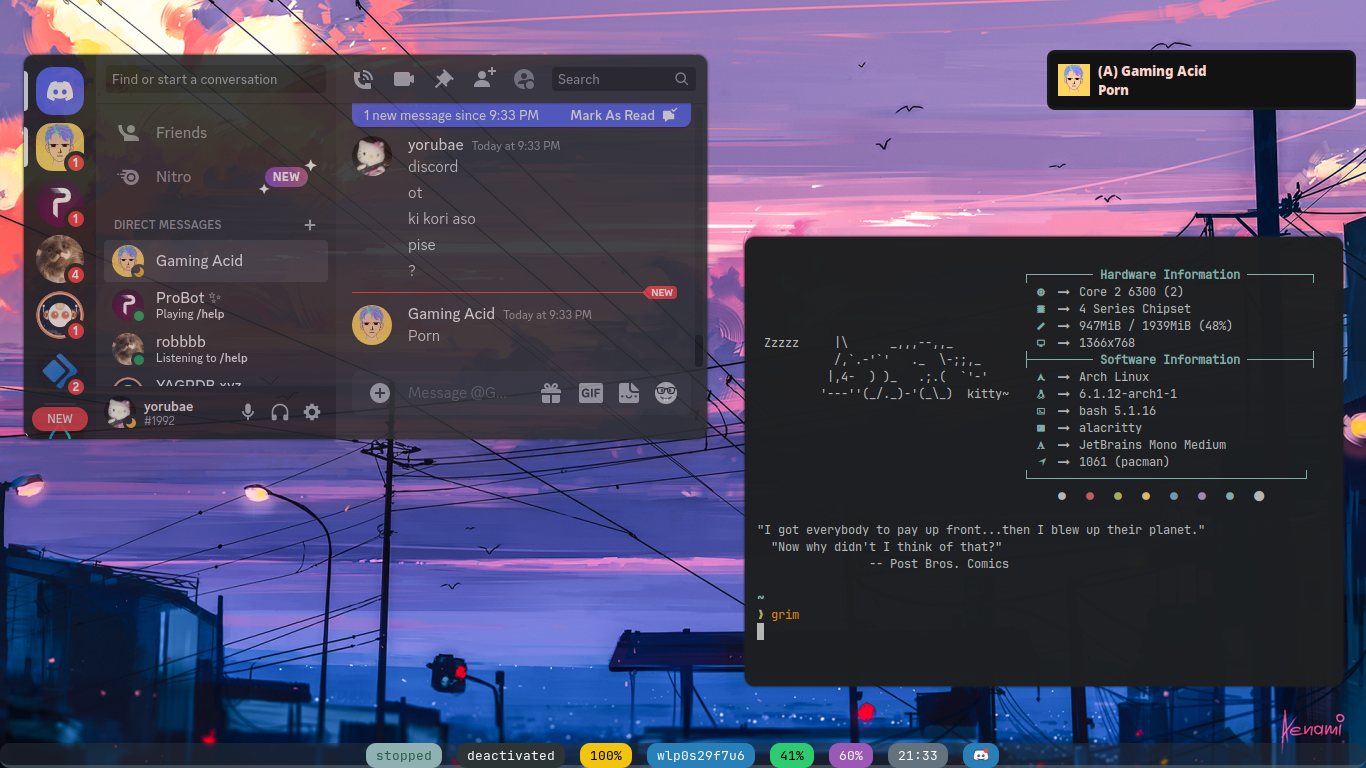 Find or start a conversation
Friends
Nitro
NEW
DIRECT MESSAGES
Gaming Acid
ProBot
Playing /help
robbbb
Listening to /help
YAGPDB.xyz
yorubae
#1992
1
1
4
1
2
NEW
Search
1 new message since 9:33 PM
Mark As Read
yorubae Today at 9:33 PM
discord
ot
ki kori aso
pise
?
NEW
Gaming Acid Today at 9:33 PM
Porn
Message @G...
GIF
(A) Gaming Acid
Porn
Zzzzz
kitty~
Hardware Information
Core 2 6300 (2)
4 Series Chipset
947MiB / 1939MiB (48%)
1366x768
Software Information
Arch Linux
6.1.12-arch1-1
bash 5.1.16
alacritty
JetBrains Mono Medium
1061 (pacman)
"I got everybody to pay up front...then I blew up their planet."
"Now why didn't I think of that?"
-- Post Bros. Comics
~
❱ grim
Xenami
stopped
deactivated
100%
wlp0s29f7u6
41%
60%
21:33